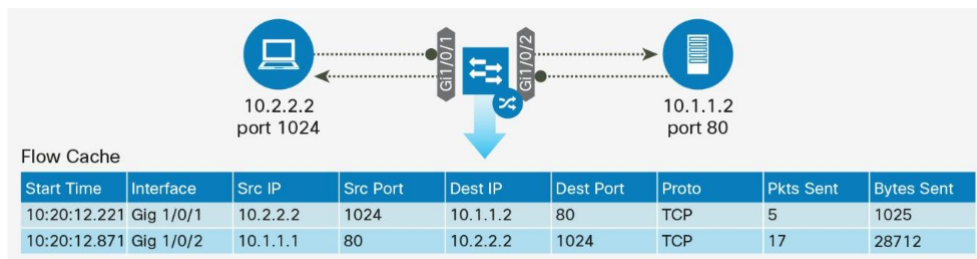 Gi1/0/1
Gi1/0/2
10.2.2.2
port 1024
10.1.1.2
port 80
Flow Cache
Start Time Interface Src IP Src Port Dest IP Dest Port Proto Pkts Sent Bytes Sent
10:20:12.221 Gig 1/0/1 10.2.2.2 1024 10.1.1.2 80 TCP 5 1025
10:20:12.871 Gig 1/0/2 10.1.1.1 80 10.2.2.2 1024 TCP 17 28712